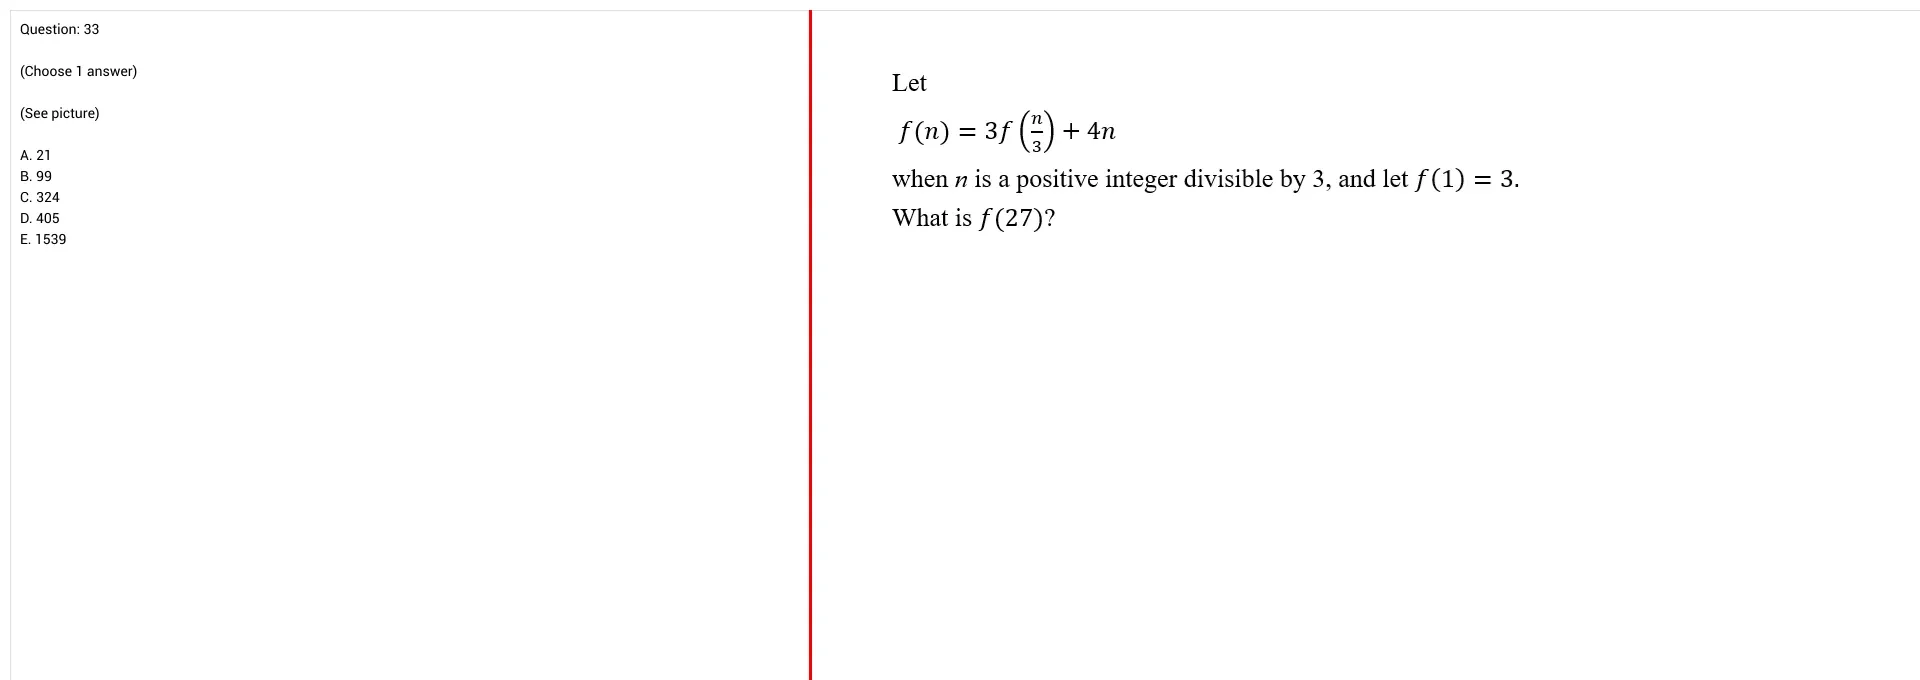 Question: 33
(Choose 1 answer)
(See picture)
A. 21
B. 99
C. 324
D. 405
E. 1539
Let
f(n) = 3f(n/3) + 4n
when n is a positive integer divisible by 3, and let f(1) = 3.
What is f(27)?